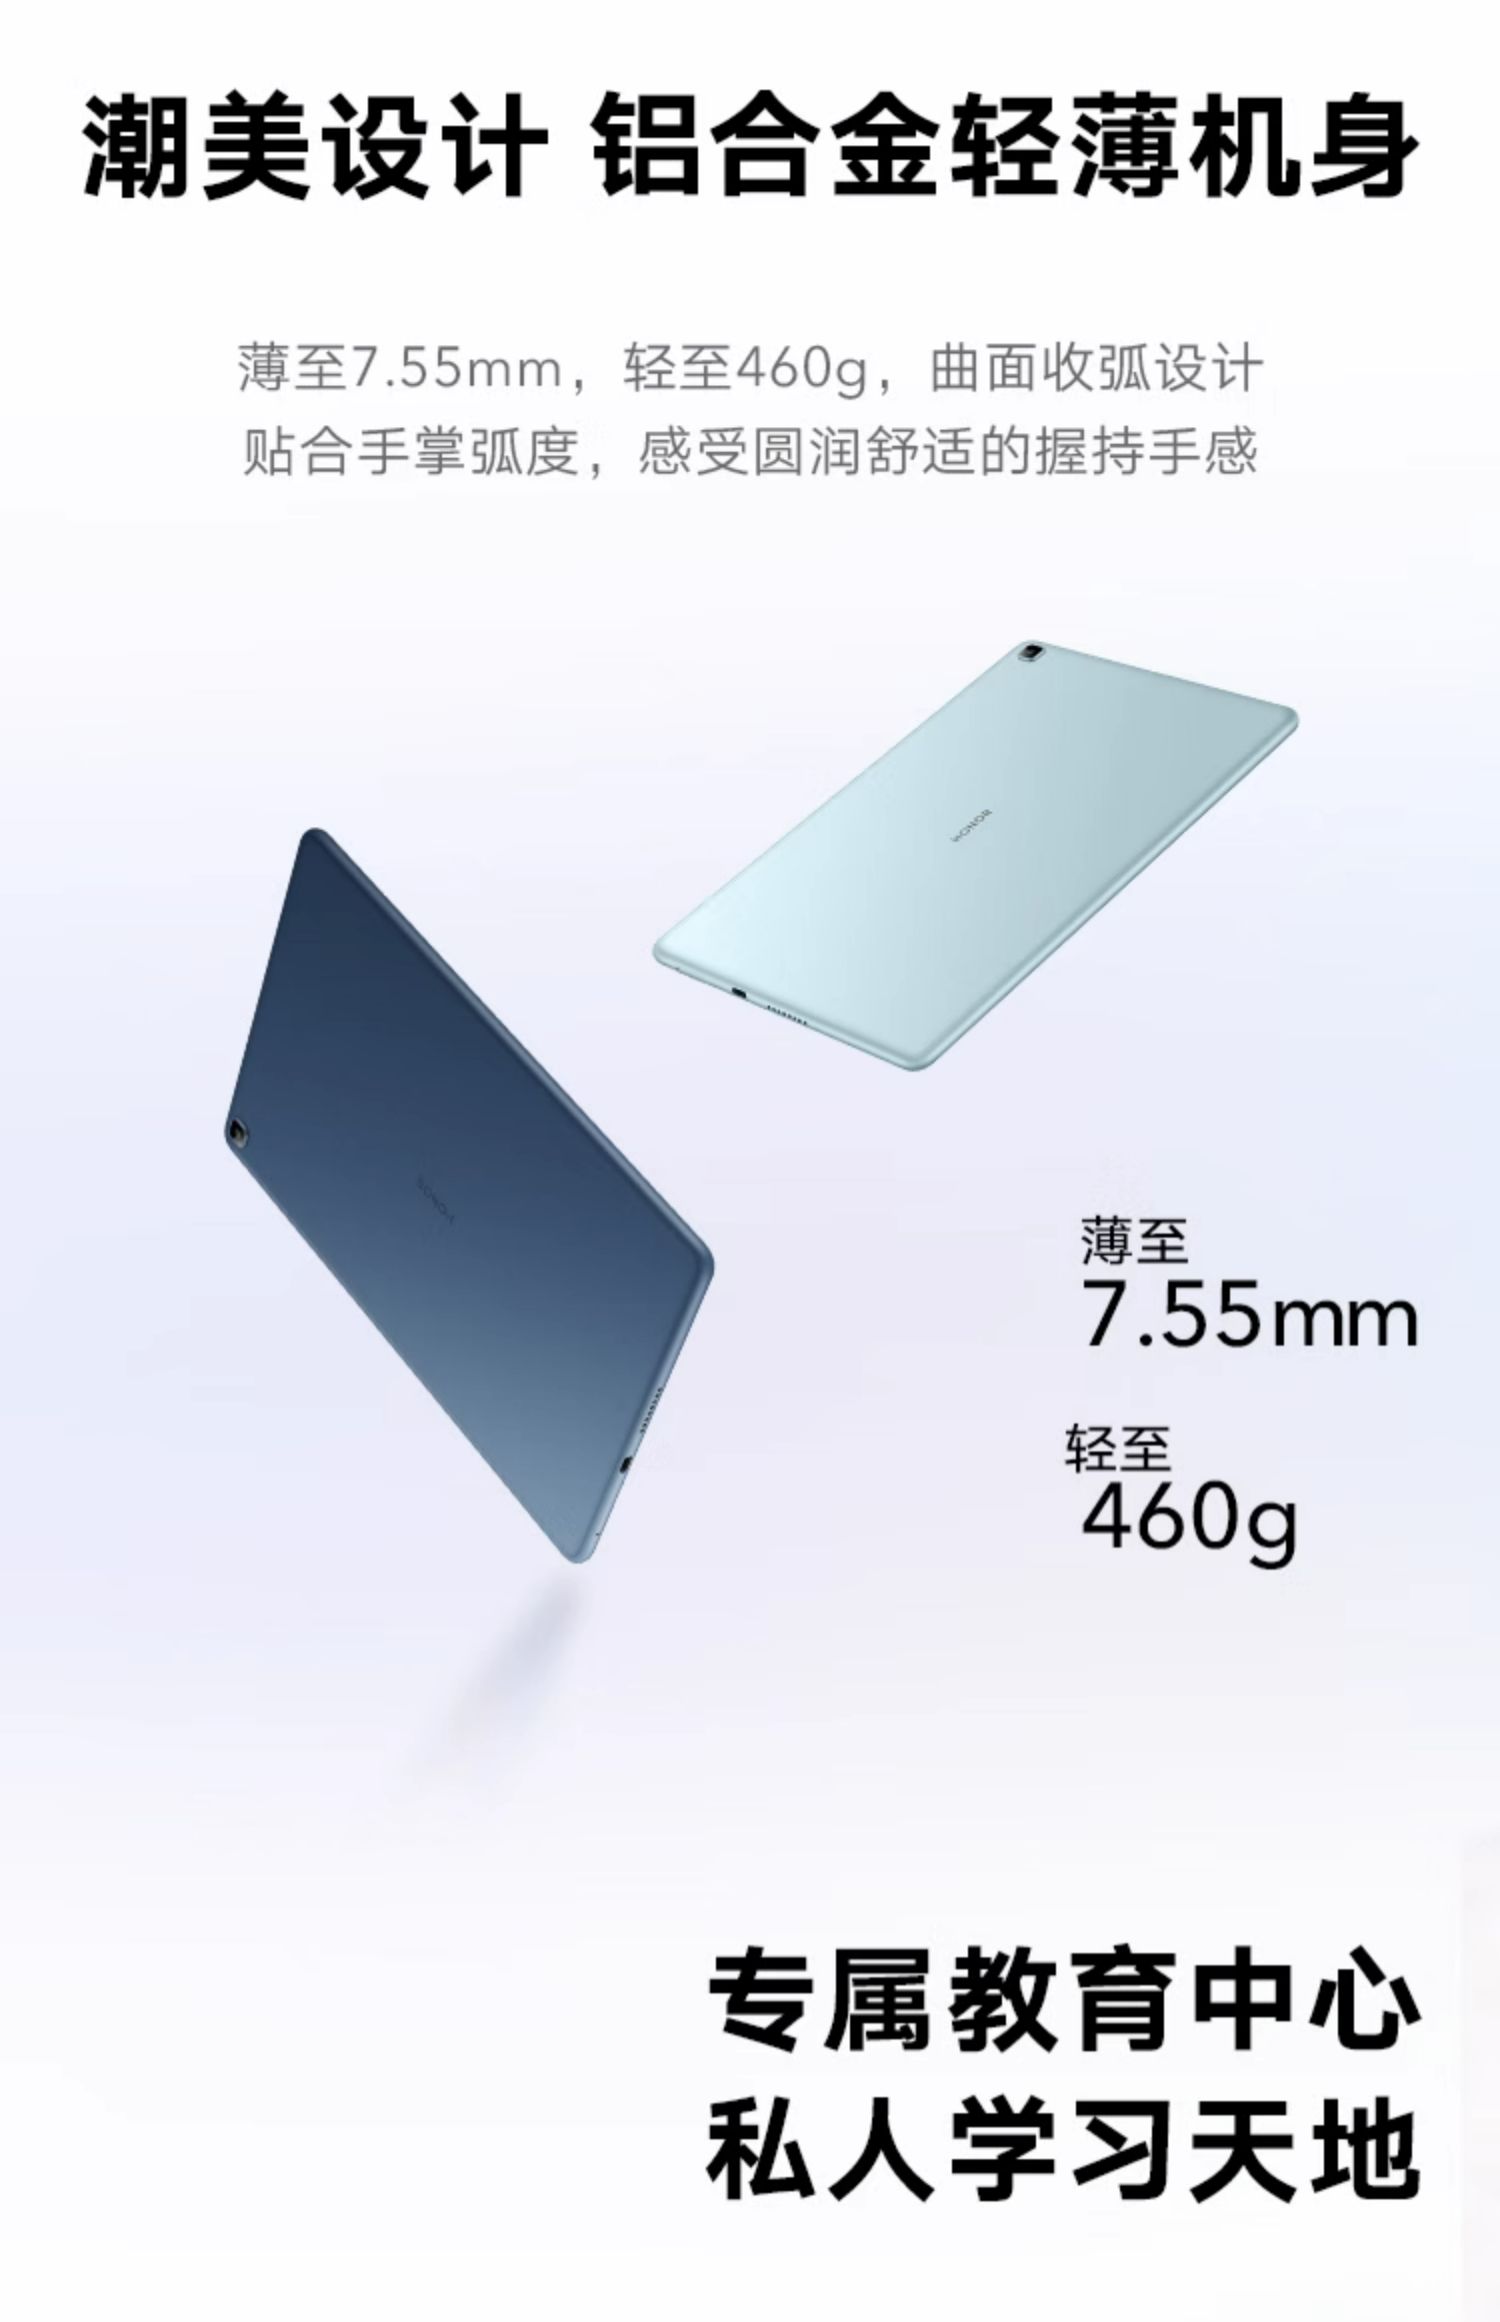 潮美设计 铝合金轻薄机身
薄至7.55mm，轻至460g，曲面收弧设计
贴合手掌弧度，感受圆润舒适的握持手感
HONOR
HONOR
薄至
7.55mm
轻至
460g
专属教育中心
私人学习天地